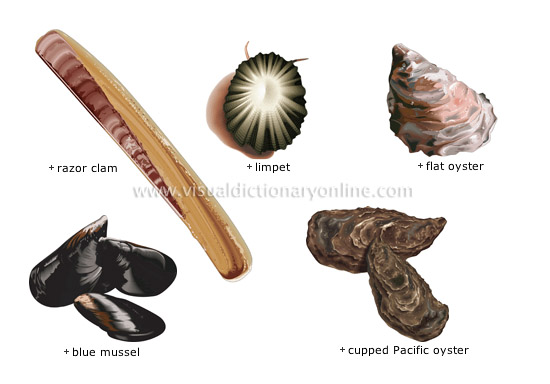 + razor clam
+ limpet
+ flat oyster
www.visualdictionaryonline.com
+ blue mussel
+ cupped Pacific oyster